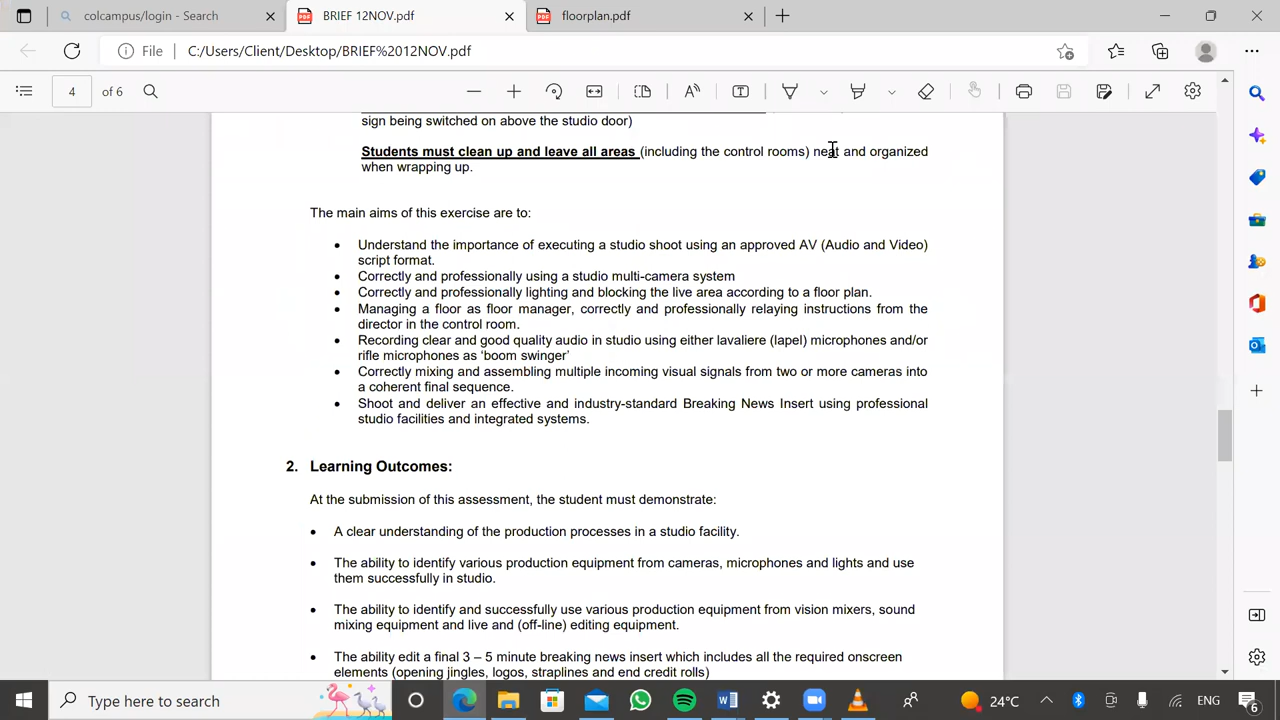 colcampus/login - Search
BRIEF 12NOV.pdf
floorplan.pdf
File
C:/Users/Client/Desktop/BRIEF%2012NOV.pdf
4 of 6
sign being switched on above the studio door)
Students must clean up and leave all areas (including the control rooms) neat and organized
when wrapping up.
The main aims of this exercise are to:
• Understand the importance of executing a studio shoot using an approved AV (Audio and Video)
script format.
• Correctly and professionally using a studio multi-camera system
• Correctly and professionally lighting and blocking the live area according to a floor plan.
• Managing a floor as floor manager, correctly and professionally relaying instructions from the
director in the control room.
• Recording clear and good quality audio in studio using either lavaliere (lapel) microphones and/or
rifle microphones as ‘boom swinger’
• Correctly mixing and assembling multiple incoming visual signals from two or more cameras into
a coherent final sequence.
• Shoot and deliver an effective and industry-standard Breaking News Insert using professional
studio facilities and integrated systems.
2. Learning Outcomes:
At the submission of this assessment, the student must demonstrate:
• A clear understanding of the production processes in a studio facility.
• The ability to identify various production equipment from cameras, microphones and lights and use
them successfully in studio.
• The ability to identify and successfully use various production equipment from vision mixers, sound
mixing equipment and live and (off-line) editing equipment.
• The ability edit a final 3 – 5 minute breaking news insert which includes all the required onscreen
elements (opening jingles, logos, straplines and end credit rolls)
Type here to search
24°C
ENG
6